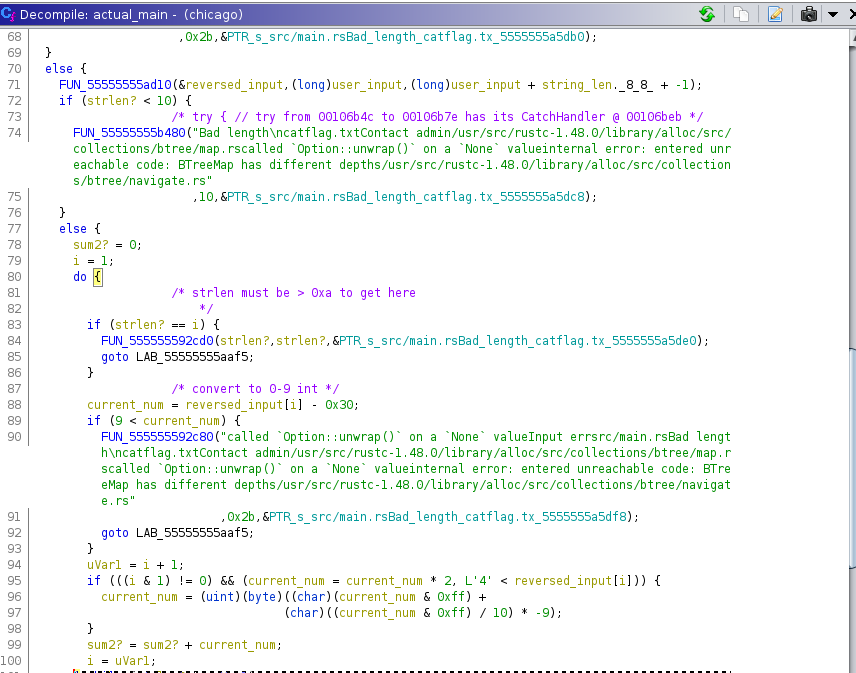 Decompile: actual_main -  (chicago)
68 ,0x2b,&PTR_s_src/main.rsBad_length_catflag.tx_5555555a5db0);
69 }
70 else {
71 FUN_55555555ad10(&reversed_input,(long)user_input,(long)user_input + string_len._8_8_ + -1);
72 if (strlen? < 10) {
73 /* try { // try from 00106b4c to 00106b7e has its CatchHandler @ 00106beb */
74 FUN_55555555b480("Bad length\ncatflag.txtContact admin/usr/src/rustc-1.48.0/library/alloc/src/
collections/btree/map.rscalled `Option::unwrap()` on a `None` valueinternal error: entered unr
eachable code: BTreeMap has different depths/usr/src/rustc-1.48.0/library/alloc/src/collection
s/btree/navigate.rs"
75 ,10,&PTR_s_src/main.rsBad_length_catflag.tx_5555555a5dc8);
76 }
77 else {
78 sum2? = 0;
79 i = 1;
80 do {
81 /* strlen must be > 0xa to get here
82 */
83 if (strlen? == i) {
84 FUN_555555592cd0(strlen?,strlen?,&PTR_s_src/main.rsBad_length_catflag.tx_5555555a5de0);
85 goto LAB_55555555aaf5;
86 }
87 /* convert to 0-9 int */
88 current_num = reversed_input[i] - 0x30;
89 if (9 < current_num) {
90 FUN_555555592c80("called `Option::unwrap()` on a `None` valueInput errsrc/main.rsBad lengt
h\ncatflag.txtContact admin/usr/src/rustc-1.48.0/library/alloc/src/collections/btree/map.r
scalled `Option::unwrap()` on a `None` valueinternal error: entered unreachable code: BTre
eMap has different depths/usr/src/rustc-1.48.0/library/alloc/src/collections/btree/navigat
e.rs"
91 ,0x2b,&PTR_s_src/main.rsBad_length_catflag.tx_5555555a5df8);
92 goto LAB_55555555aaf5;
93 }
94 uVar1 = i + 1;
95 if (((i & 1) != 0) && (current_num = current_num * 2, L'4' < reversed_input[i])) {
96 current_num = (uint)(byte)((char)(current_num & 0xff) +
97 (char)((current_num & 0xff) / 10) * -9);
98 }
99 sum2? = sum2? + current_num;
100 i = uVar1;